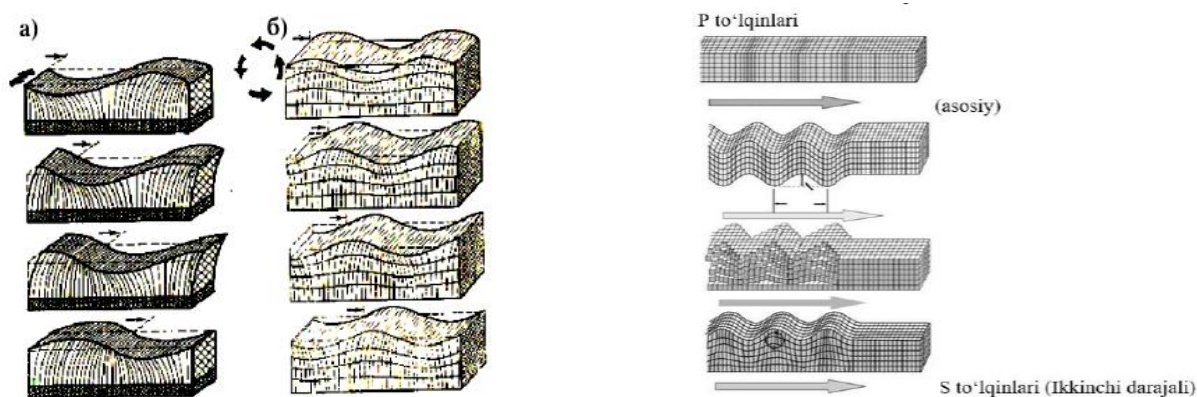 а)
б)
P to‘lqinlari
(asosiy)
S to‘lqinlari (Ikkinchi darajali)